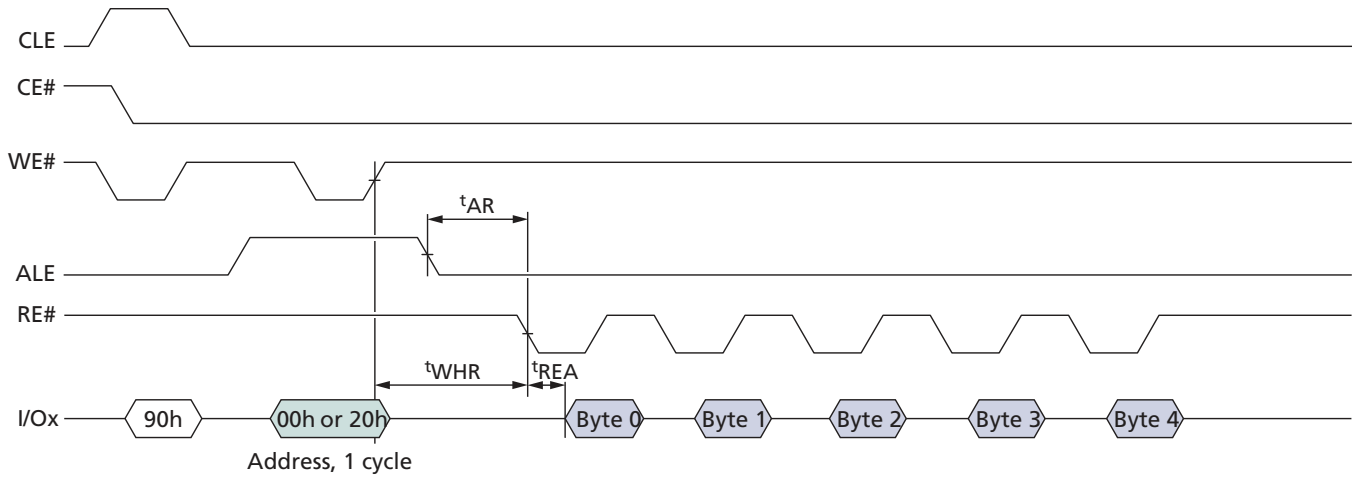 CLE
CE#
WE#
tAR
ALE
RE#
tWHR tREA
I/Ox 90h 00h or 20h Byte 0 Byte 1 Byte 2 Byte 3 Byte 4
Address, 1 cycle